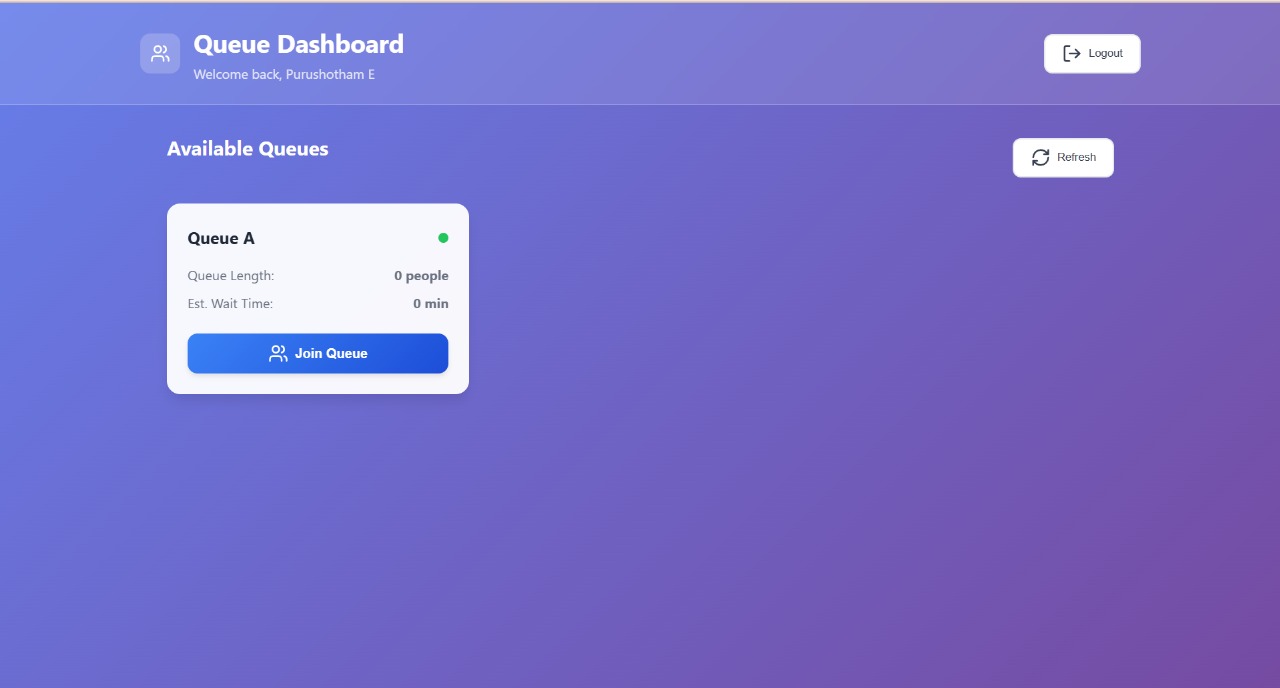 Queue Dashboard
Welcome back, Purushotham E
Logout
Available Queues
Refresh
Queue A
Queue Length: 0 people
Est. Wait Time: 0 min
Join Queue